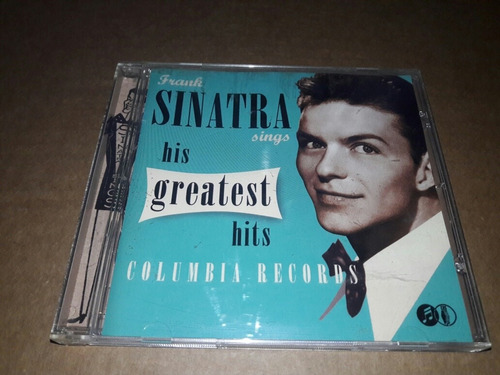 Frank
SINATRA
sings
his
greatest
hits
COLUMBIA RECORDS